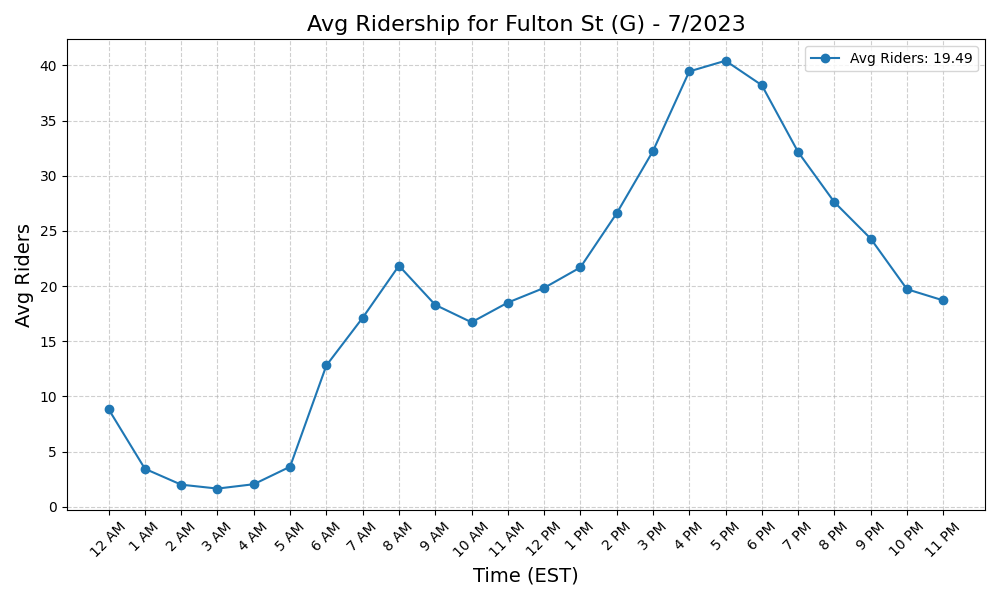 Avg Ridership for Fulton St (G) - 7/2023
Avg Riders: 19.49
Avg Riders
40
35
30
25
20
15
10
5
0
12 AM
1 AM
2 AM
3 AM
4 AM
5 AM
6 AM
7 AM
8 AM
9 AM
10 AM
11 AM
12 PM
1 PM
2 PM
3 PM
4 PM
5 PM
6 PM
7 PM
8 PM
9 PM
10 PM
11 PM
Time (EST)